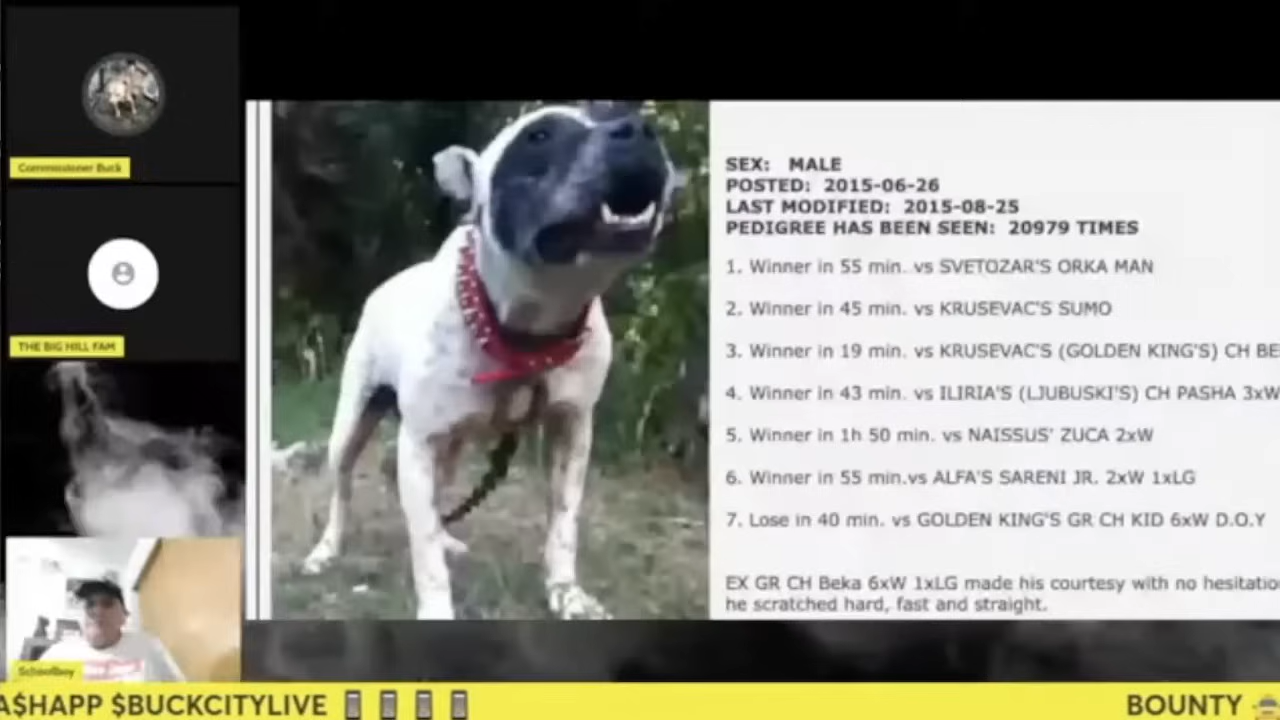 Commissioner Buck
THE BIG HILL FAM
Schoolboy
SEX: MALE
POSTED: 2015-06-26
LAST MODIFIED: 2015-08-25
PEDIGREE HAS BEEN SEEN: 20979 TIMES
1. Winner in 55 min. vs SVETOZAR'S ORKA MAN
2. Winner in 45 min. vs KRUSEVAC'S SUMO
3. Winner in 19 min. vs KRUSEVAC'S (GOLDEN KING'S) CH BE
4. Winner in 43 min. vs ILIRIA'S (LJUBUSKI'S) CH PASHA 3xW
5. Winner in 1h 50 min. vs NAISSUS' ZUCA 2xW
6. Winner in 55 min.vs ALFA'S SARENI JR. 2xW 1xLG
7. Lose in 40 min. vs GOLDEN KING'S GR CH KID 6xW D.O.Y
EX GR CH Beka 6xW 1xLG made his courtesy with no hesitatio
he scratched hard, fast and straight.
A$HAPP $BUCKCITYLIVE
BOUNTY